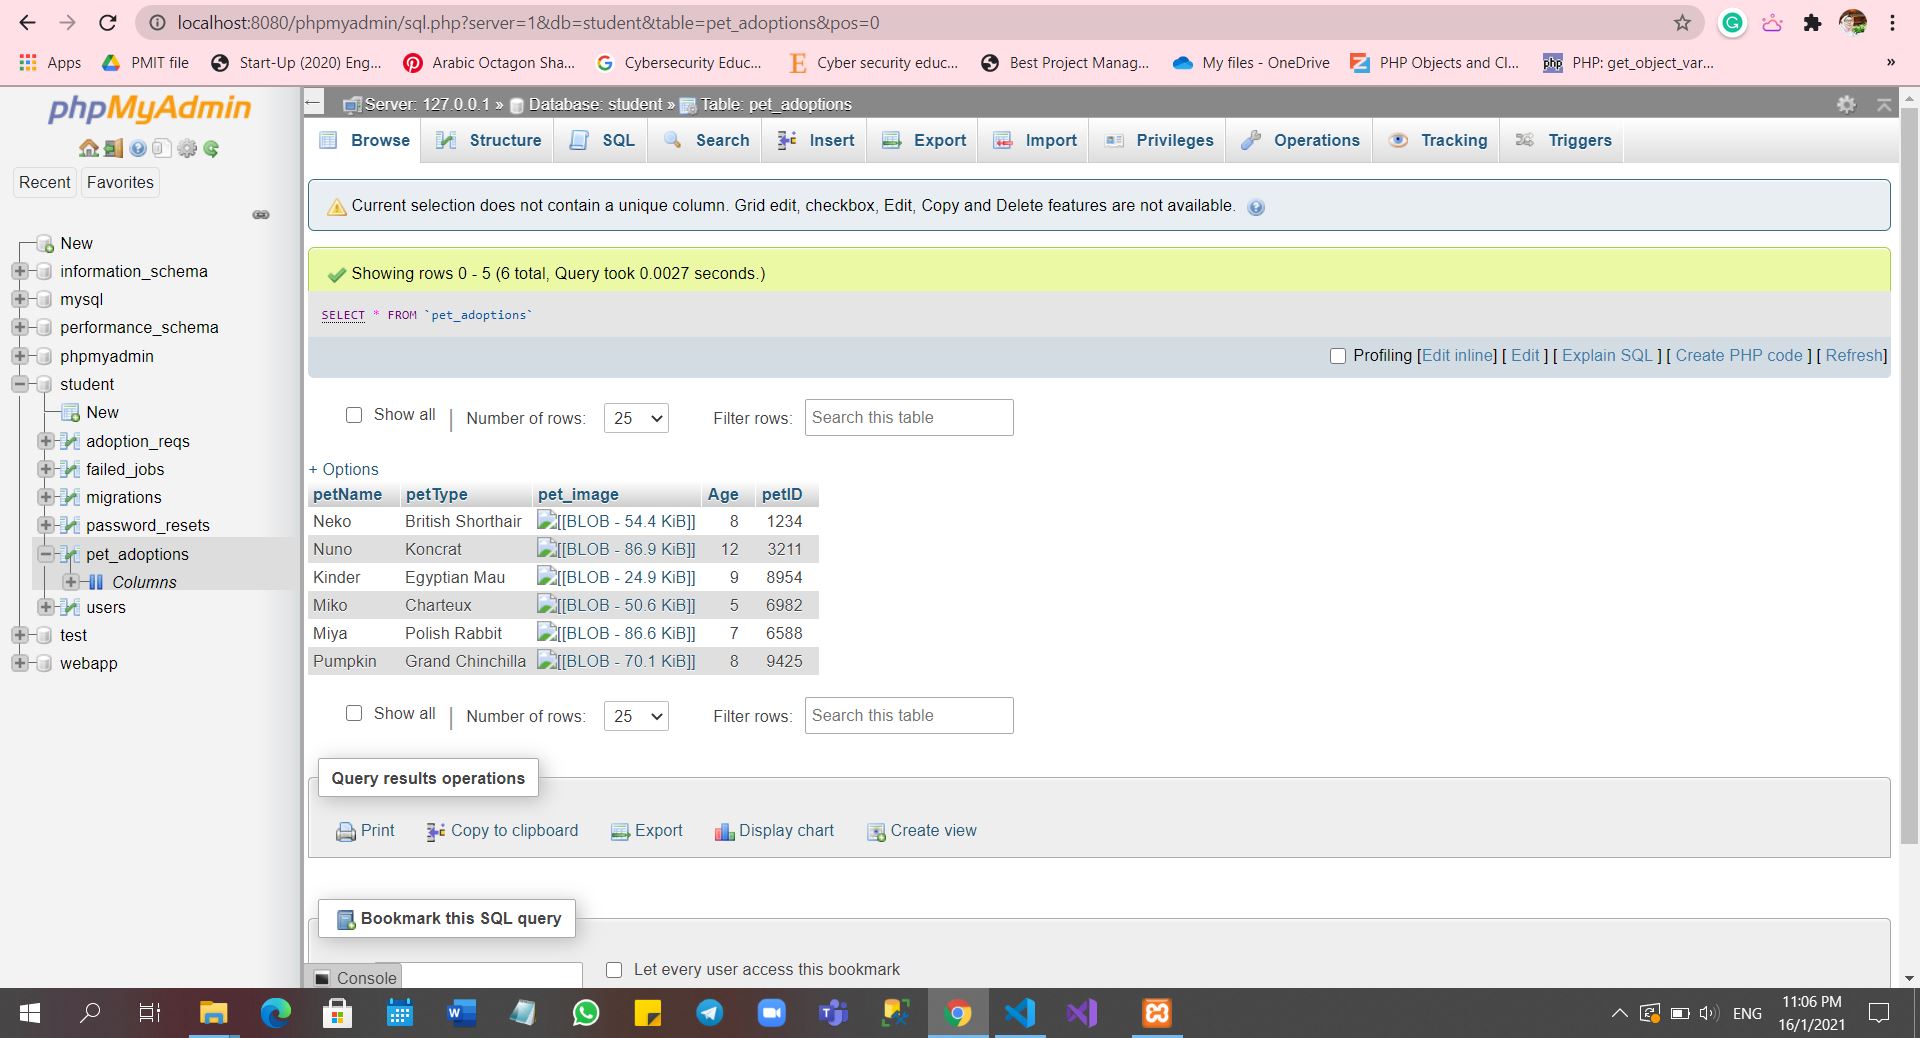 localhost:8080/phpmyadmin/sql.php?server=1&db=student&table=pet_adoptions&pos=0
Apps PMIT file Start-Up (2020) Eng... Arabic Octagon Sha... Cybersecurity Educ... Cyber security educ... Best Project Manag... My files - OneDrive PHP Objects and Cl... PHP: get_object_var... »
phpMyAdmin
Recent Favorites
New
information_schema
mysql
performance_schema
phpmyadmin
student
New
adoption_reqs
failed_jobs
migrations
password_resets
pet_adoptions
Columns
users
test
webapp
Server: 127.0.0.1 » Database: student » Table: pet_adoptions
Browse Structure SQL Search Insert Export Import Privileges Operations Tracking Triggers
Current selection does not contain a unique column. Grid edit, checkbox, Edit, Copy and Delete features are not available.
Showing rows 0 - 5 (6 total, Query took 0.0027 seconds.)
SELECT * FROM `pet_adoptions`
Profiling [Edit inline] [ Edit ] [ Explain SQL ] [ Create PHP code ] [ Refresh]
Show all | Number of rows: 25 Filter rows: Search this table
+ Options
petName petType pet_image Age petID
Neko British Shorthair [[BLOB - 54.4 KiB]] 8 1234
Nuno Koncrat [[BLOB - 86.9 KiB]] 12 3211
Kinder Egyptian Mau [[BLOB - 24.9 KiB]] 9 8954
Miko Charteux [[BLOB - 50.6 KiB]] 5 6982
Miya Polish Rabbit [[BLOB - 86.6 KiB]] 7 6588
Pumpkin Grand Chinchilla [[BLOB - 70.1 KiB]] 8 9425
Show all | Number of rows: 25 Filter rows: Search this table
Query results operations
Print Copy to clipboard Export Display chart Create view
Bookmark this SQL query
Let every user access this bookmark
Console
ENG
11:06 PM
16/1/2021